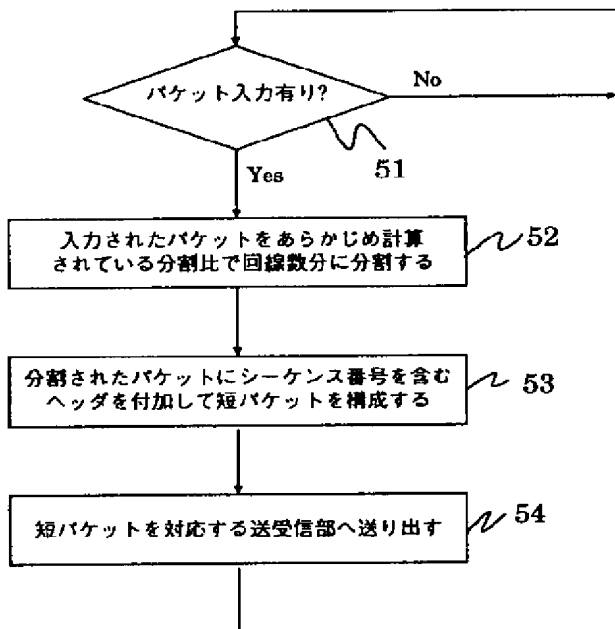 パケット入力有り?
No
51
Yes
入力されたパケットをあらかじめ計算
されている分割比で回線数分に分割する
52
分割されたパケットにシーケンス番号を含む
ヘッダを付加して短パケットを構成する
53
短パケットを対応する送受信部へ送り出す
54